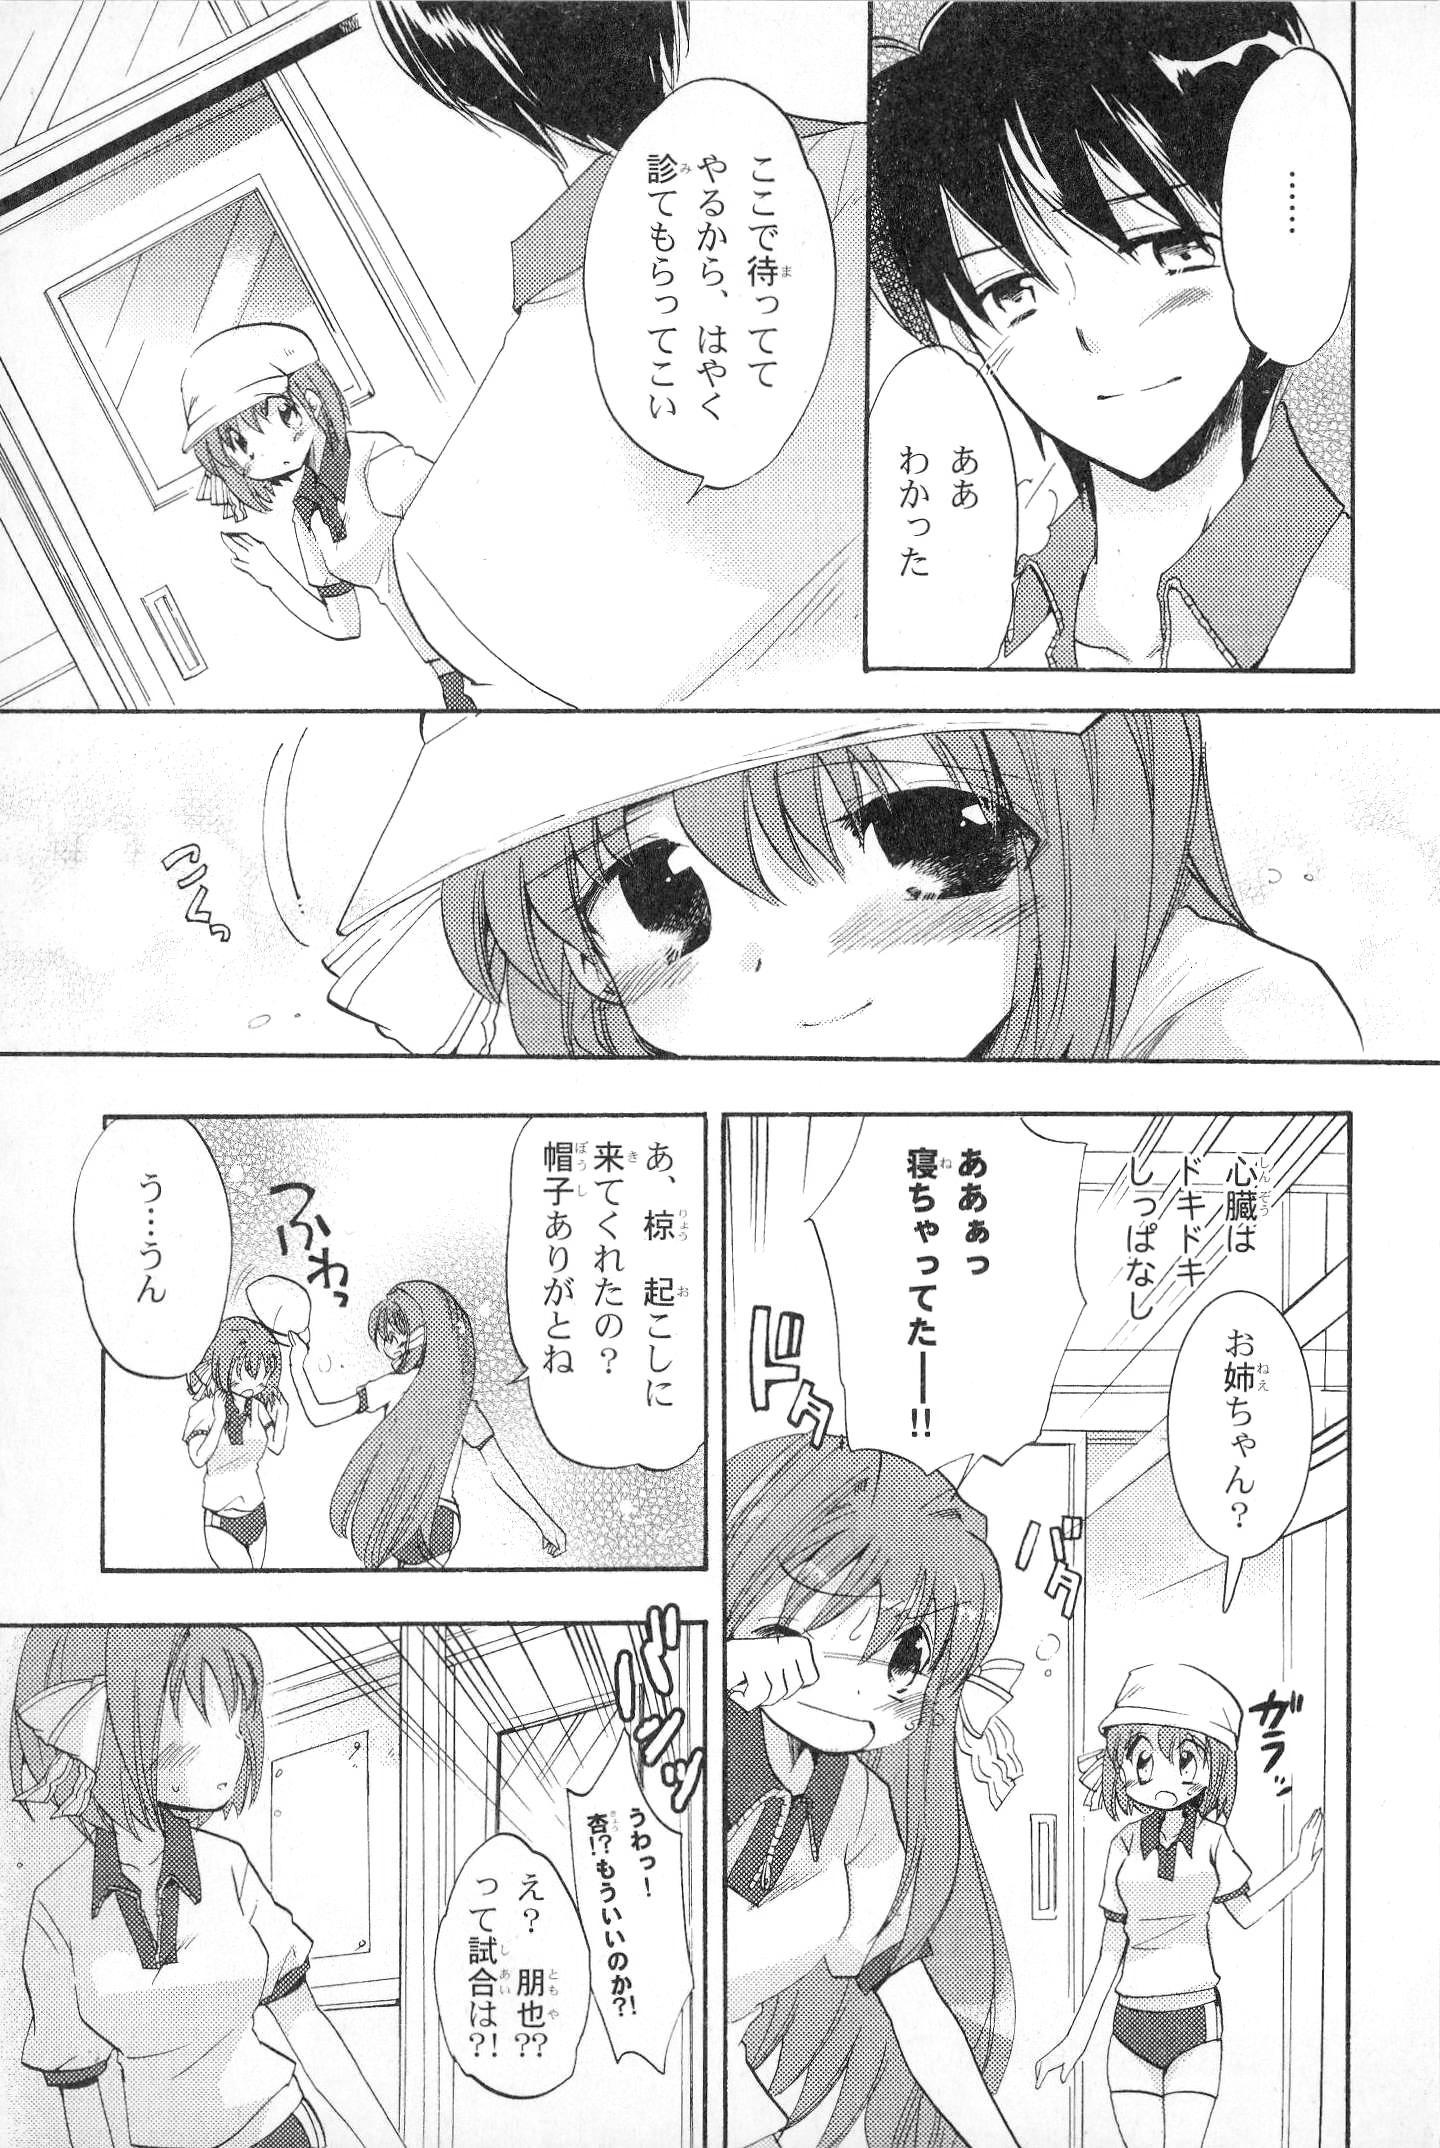 ……
ああ
わかった
ここで待ってて
やるから、はやく
診てもらってこい
こくっ
心臓は
ドキドキ
しっぱなし
お姉ちゃん？
ガラッ
ああぁっ
寝ちゃってた――!!
ドタ
バタ
あ、椋　起こしに
来てくれたの？
帽子ありがとね
つふわっ
う…うん
バンッ
うわっ！
杏!?もういいのか?!
え？　朋也??
って試合は?!